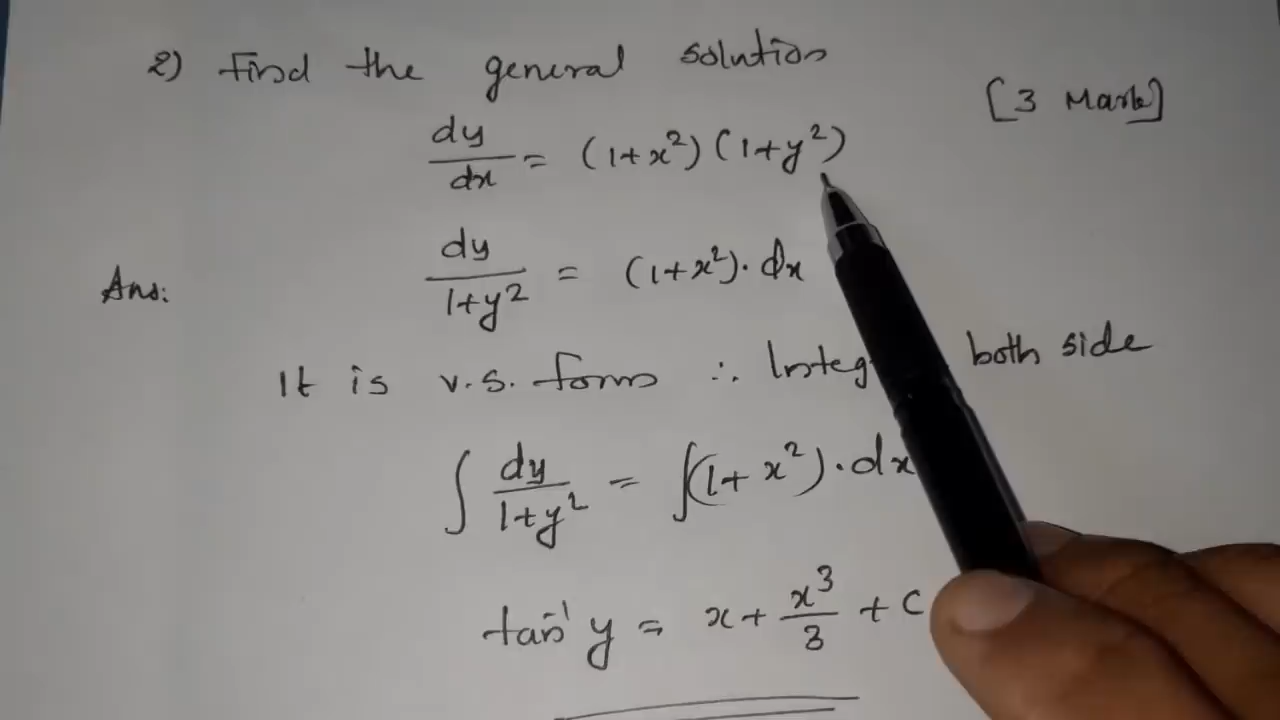 2) Find the general solution
[3 Mark]
dy/dx = (1+x²)(1+y²)
Ans: dy/1+y² = (1+x²)·dx
It is v.s. form ∴ Integ both side
∫ dy/1+y² = ∫(1+x²)·dx
tan⁻¹ y = x + x³/3 + c